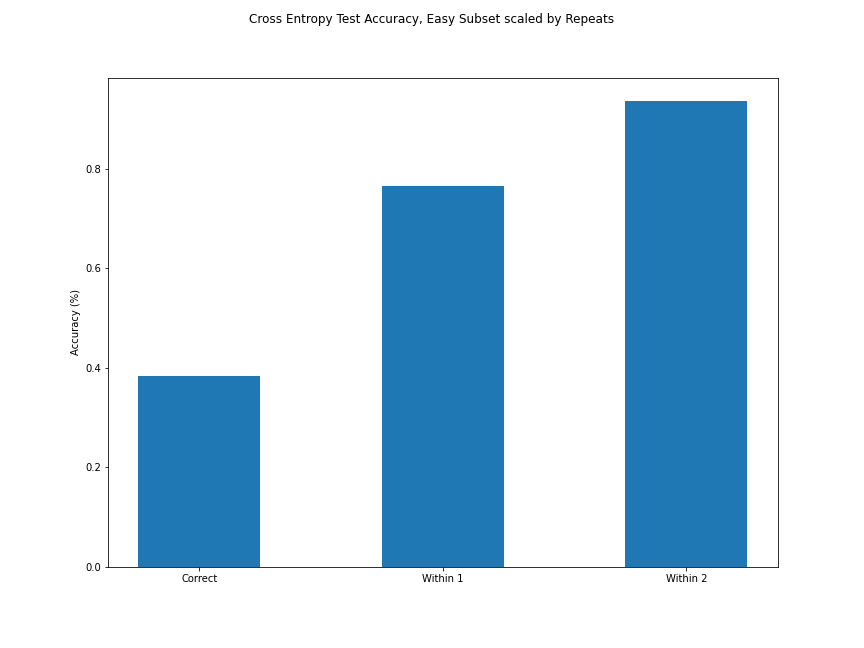 Cross Entropy Test Accuracy, Easy Subset scaled by Repeats
Accuracy (%)
0.8
0.6
0.4
0.2
0.0
Correct
Within 1
Within 2